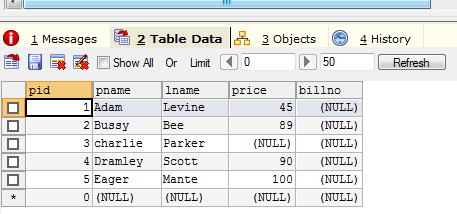 1 Messages 2 Table Data 3 Objects 4 History
Show All Or Limit 0 50 Refresh
pid pname lname price billno
1 Adam Levine 45 (NULL)
2 Bussy Bee 89 (NULL)
3 charlie Parker (NULL) (NULL)
4 Dramley Scott 90 (NULL)
5 Eager Mante 100 (NULL)
* 0 (NULL) (NULL) (NULL) (NULL)